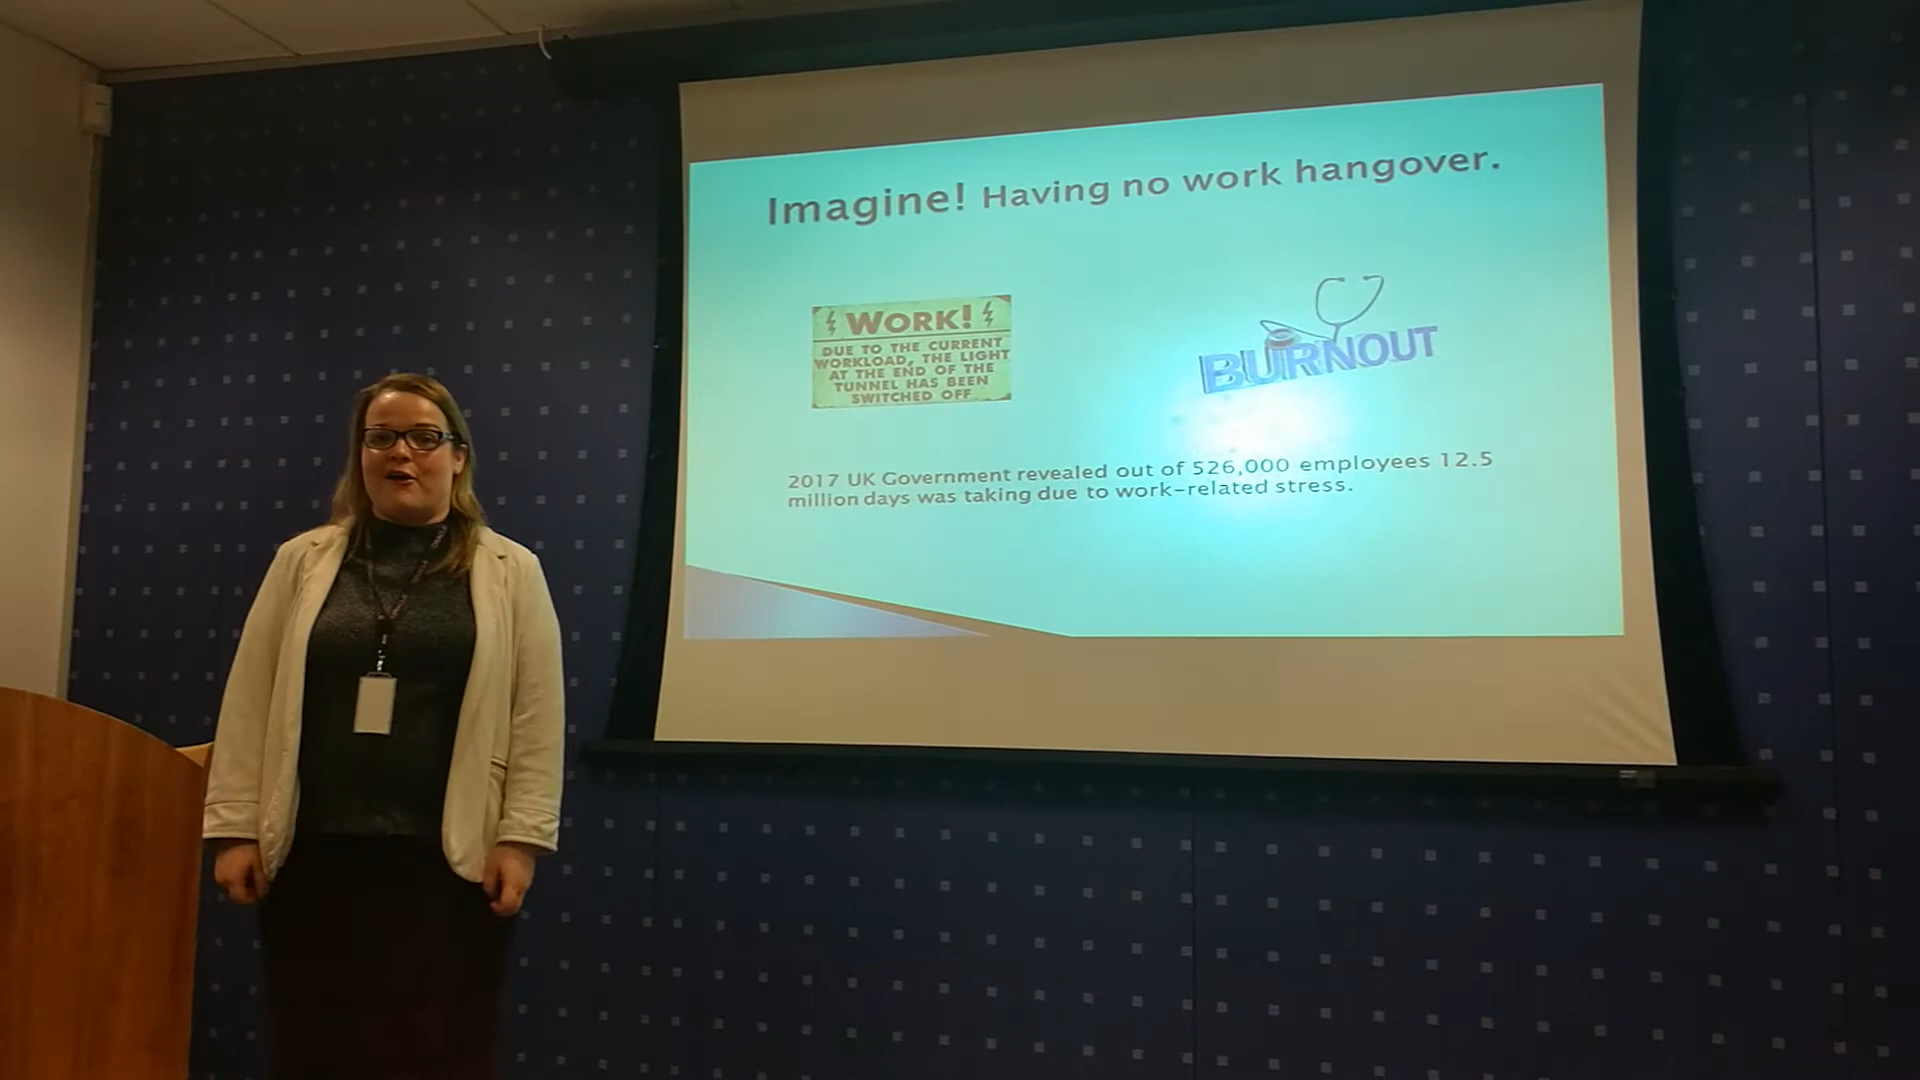 Imagine! Having no work hangover.
WORK!
DUE TO THE CURRENT
WORKLOAD, THE LIGHT
AT THE END OF THE
TUNNEL HAS BEEN
SWITCHED OFF
BURNOUT
2017 UK Government revealed out of 526,000 employees 12.5
million days was taking due to work-related stress.